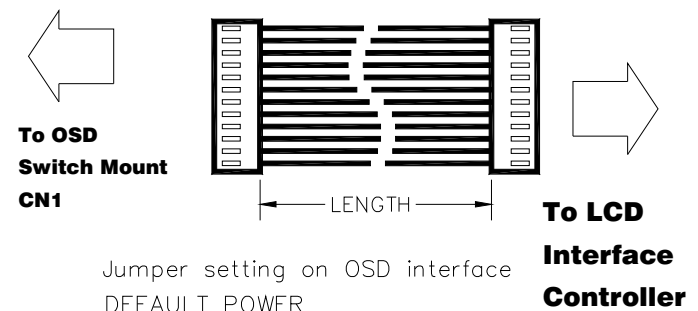 To OSD
Switch Mount
CN1
LENGTH
To LCD
Interface
Controller
Jumper setting on OSD interface
DEFAULT POWER